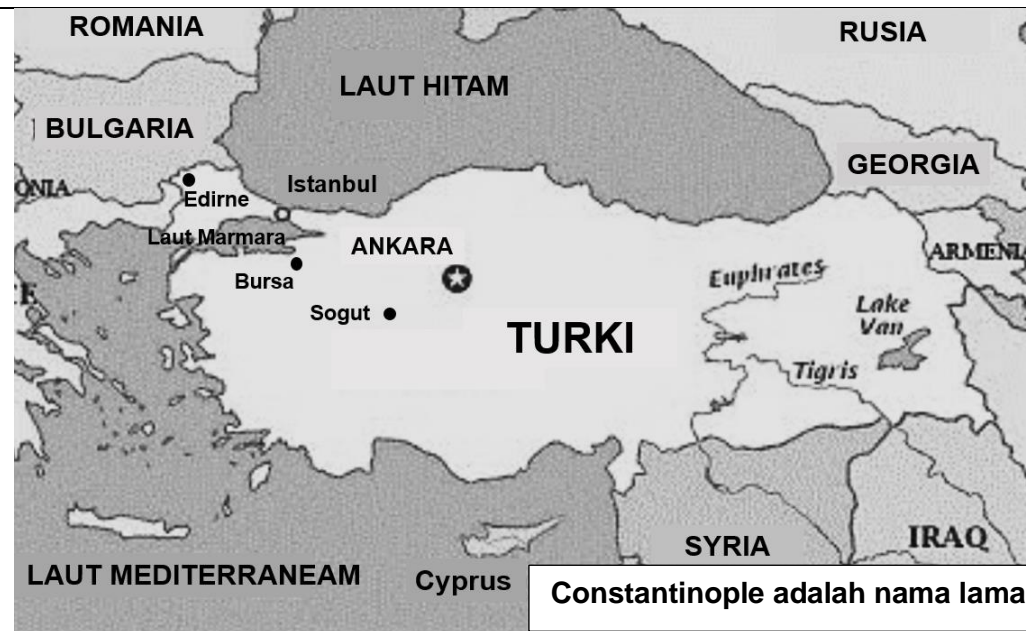 ROMANIA
RUSIA
LAUT HITAM
BULGARIA
GEORGIA
ONIA
Edirne
Istanbul
Laut Marmara
ANKARA
ARMENIA
Bursa
Euphrates
Sogut
TURKI
Lake
Van
Tigris
SYRIA
IRAQ
LAUT MEDITERRANEAM
Cyprus
Constantinople adalah nama lama